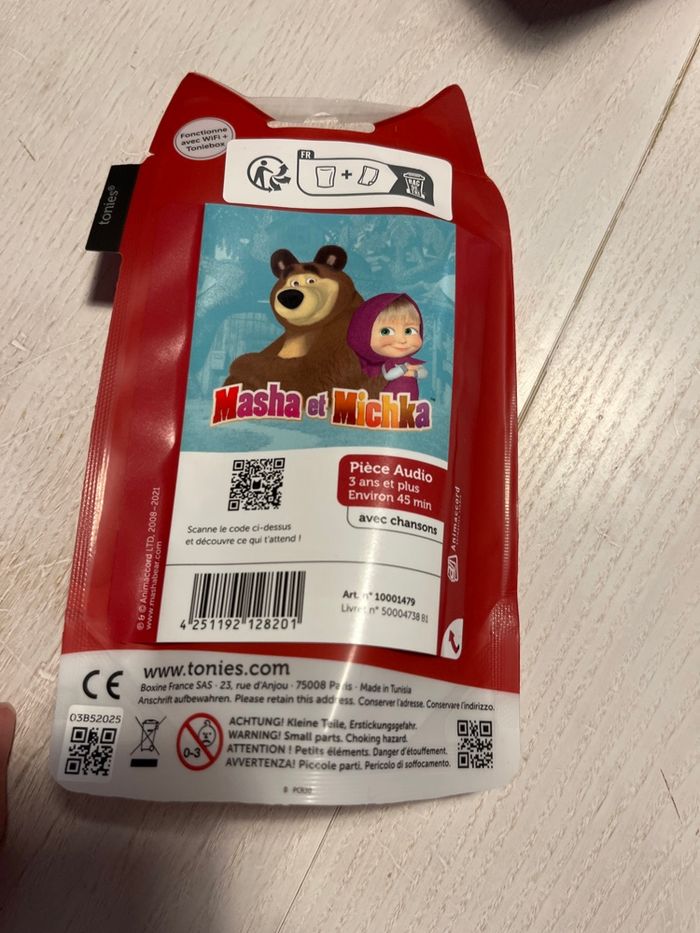 Fonctionne
avec WiFi +
Toniebox
tonies®
FR
+
BAC
DE
TRI
Masha et Michka
Pièce Audio
3 ans et plus
Environ 45 min
avec chansons
Scanne le code ci-dessus
et découvre ce qui t'attend !
℗ & © Animaccord LTD, 2008-2021
www.mashabear.com
Animaccord
Art. n° 10001479
Livret n° 50004738 B1
4 251192 128201
www.tonies.com
Boxine France SAS · 23, rue d'Anjou · 75008 Paris · Made in Tunisia
Anschrift aufbewahren. Please retain this address. Conserver l'adresse. Conservare l'indirizzo.
CE
03B52025
0-3
ACHTUNG! Kleine Teile, Erstickungsgefahr.
WARNING! Small parts. Choking hazard.
ATTENTION ! Petits éléments. Danger d'étouffement.
AVVERTENZA! Piccole parti. Pericolo di soffocamento.